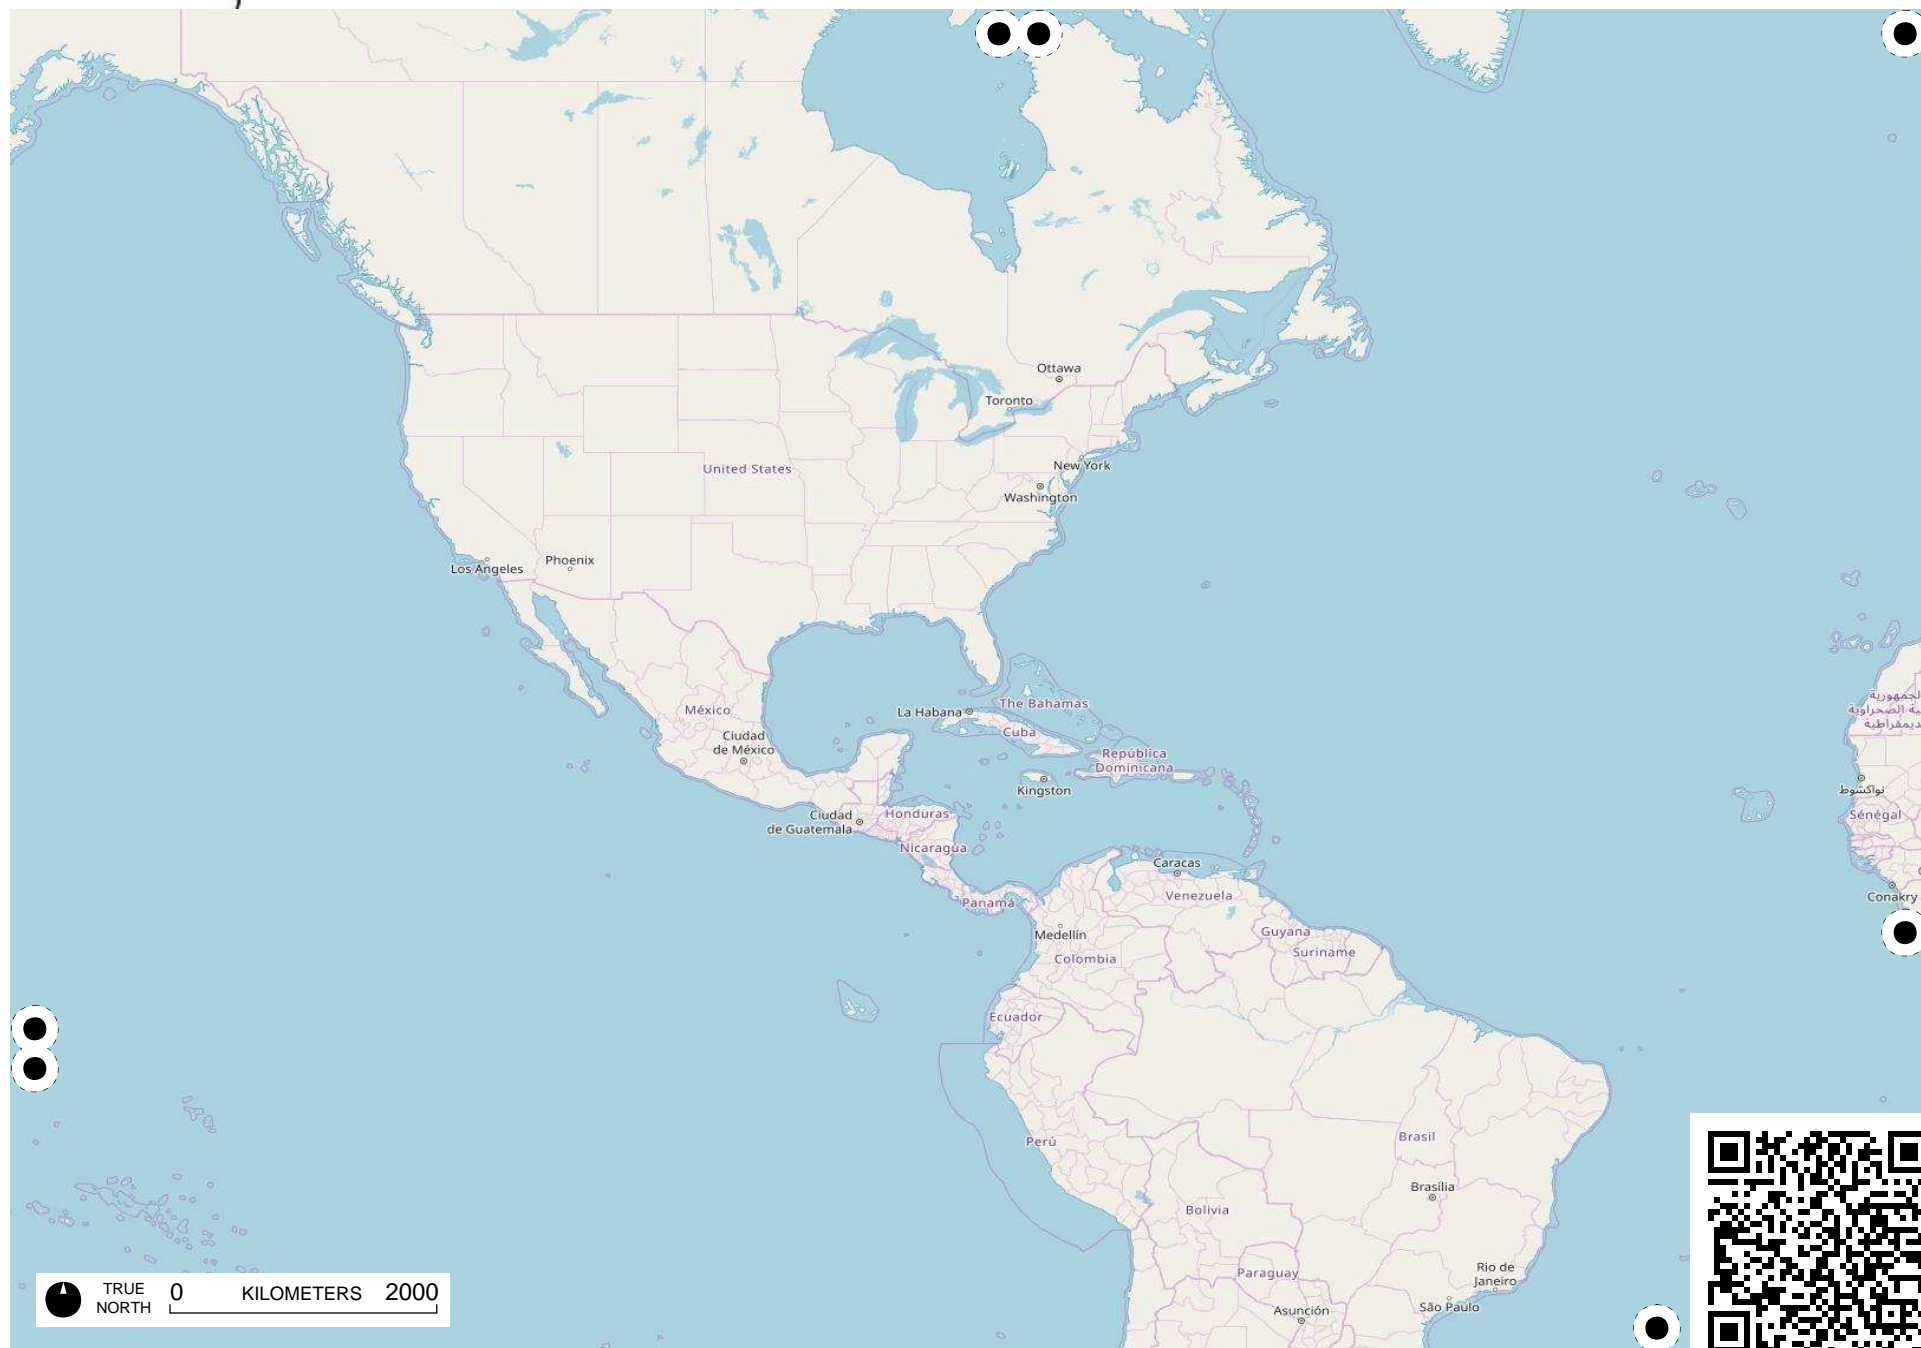 Ottawa
Toronto
New York
United States
Washington
Phoenix
Los Angeles
México
La Habana
The Bahamas
Cuba
Ciudad
de México
República
Dominicana
Kingston
نواكشوط
Ciudad
de Guatemala
Honduras
Sénégal
Nicaragua
Caracas
Venezuela
Conakry
Panamá
Medellín
Guyana
Colombia
Suriname
Ecuador
Perú
Brasil
Brasília
Bolivia
Paraguay
Rio de
Janeiro
São Paulo
Asunción
TRUE
NORTH
0 KILOMETERS 2000